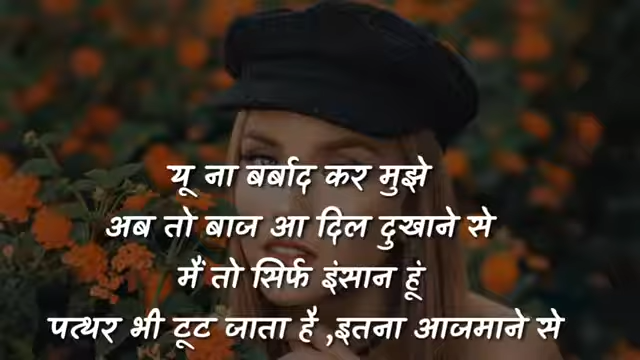 यू ना बर्बाद कर मुझे
अब तो बाज आ दिल दुखाने से
मैं तो सिर्फ इंसान हूं
पत्थर भी टूट जाता है ,इतना आजमाने से